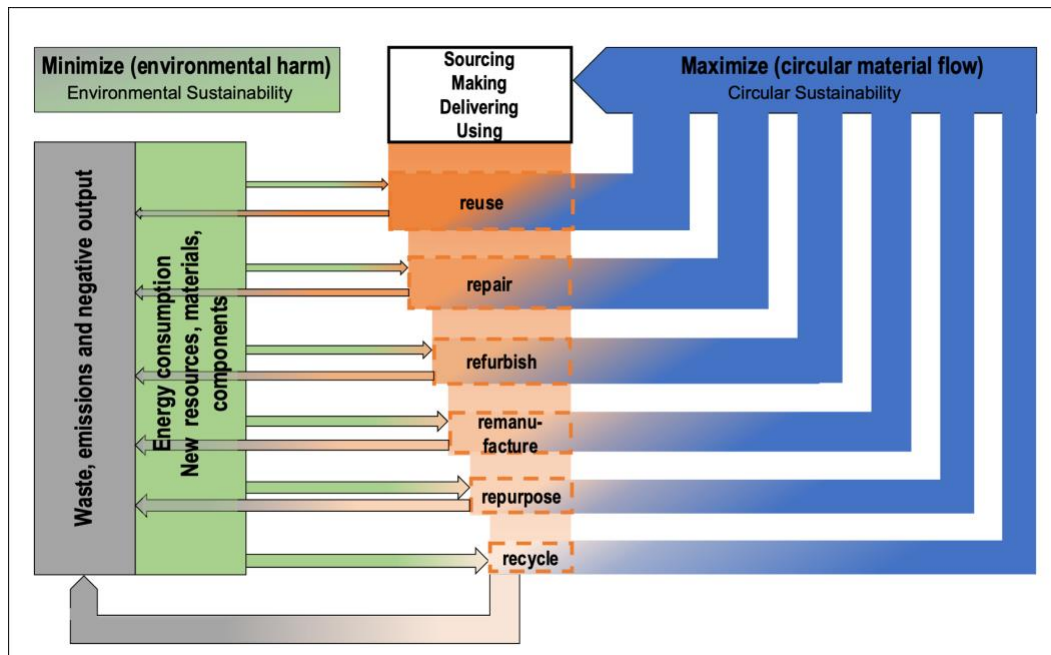 Minimize (environmental harm)
Environmental Sustainability
Sourcing
Making
Delivering
Using
Maximize (circular material flow)
Circular Sustainability
Waste, emissions and negative output
Energy consumption
New resources, materials,
components
reuse
repair
refurbish
remanu-
facture
repurpose
recycle